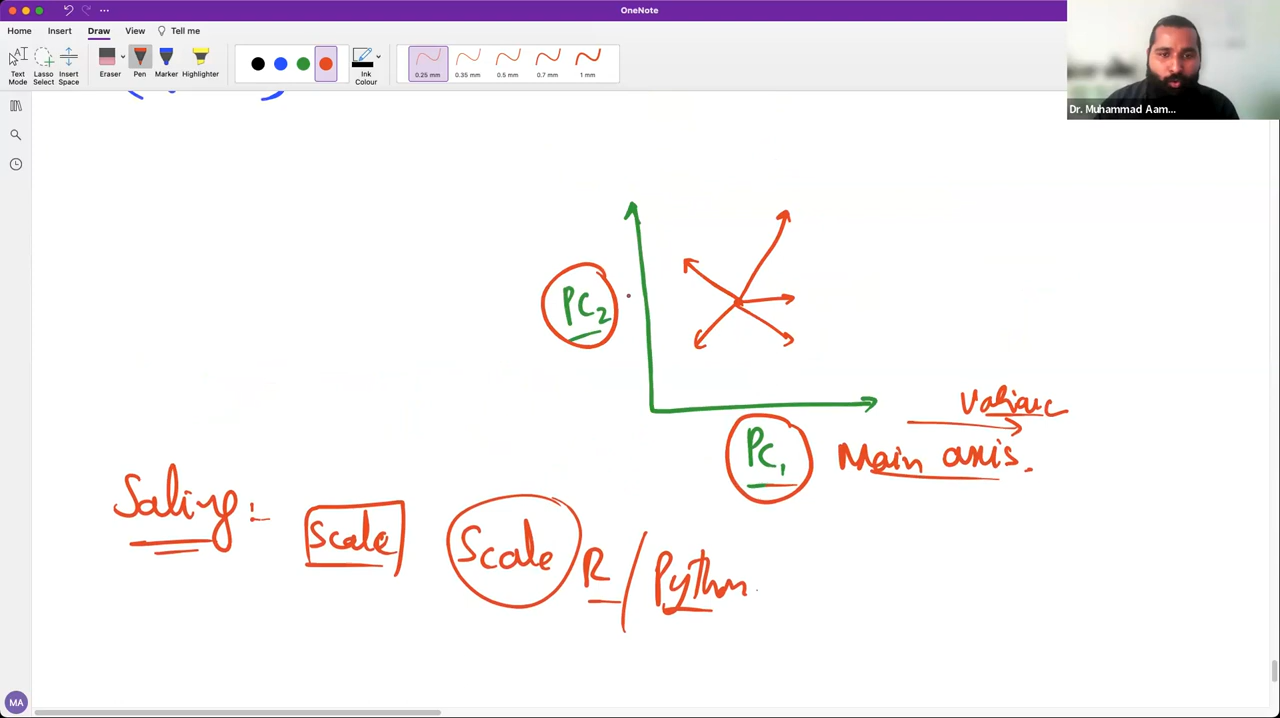 OneNote
Home Insert Draw View Tell me
Text Mode
Lasso Select
Insert Space
Eraser
Pen
Marker
Highlighter
Ink Colour
0.25 mm
0.35 mm
0.5 mm
0.7 mm
1 mm
Dr. Muhammad Aam...
PC2
Variance
PC1 Main axis.
Saling:- Scale Scale R/Python
MA